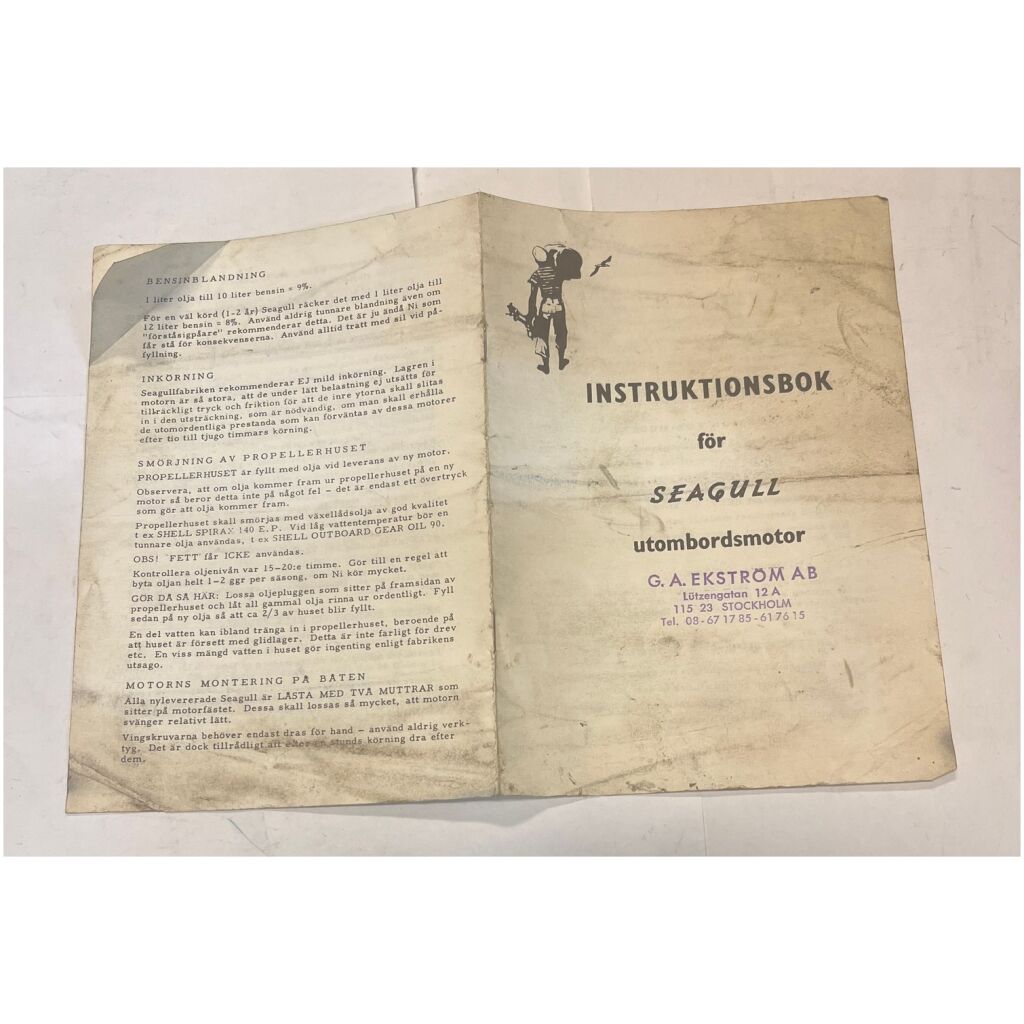 BENSINBLANDNING
1 liter olja till 10 liter bensin = 9%.
För en väl körd (1-2 år) Seagull räcker det med 1 liter olja till
12 liter bensin = 8%. Använd aldrig tunnare blandning även om
"förståsigpåare" rekommenderar detta. Det är ju ändå Ni som
får stå för konsekvenserna. Använd alltid tratt med sil vid på-
fyllning.
INKÖRNING
Seagullfabriken rekommenderar EJ mild inkörning. Lagren i
motorn är så stora, att de under lätt belastning ej utsätts för
tillräckligt tryck och friktion för att de inre ytorna skall slitas
in i den utsträckning, som är nödvändig, om man skall erhålla
de utomordentliga prestanda som kan förväntas av dessa motorer
efter tio till tjugo timmars körning.
SMÖRJNING AV PROPELLERHUSET
PROPELLERHUSET är fyllt med olja vid leverans av ny motor.
Observera, att om olja kommer fram ur propellerhuset på en ny
motor så beror detta inte på något fel - det är endast ett övertryck
som gör att olja kommer fram.
Propellerhuset skall smörjas med växellådsolja av god kvalitet
t ex SHELL SPIRAX 140 E.P. Vid låg vattentemperatur bör en
tunnare olja användas, t ex SHELL OUTBOARD GEAR OIL 90.
OBS! "FETT" får ICKE användas.
Kontrollera oljenivån var 15-20:e timme. Gör till en regel att
byta oljan helt 1-2 ggr per säsong, om Ni kör mycket.
GÖR DÅ SÅ HÄR: Lossa oljepluggen som sitter på framsidan av
propellerhuset och låt all gammal olja rinna ur ordentligt. Fyll
sedan på ny olja så att ca 2/3 av huset blir fyllt.
En del vatten kan ibland tränga in i propellerhuset, beroende på
att huset är försett med glidlager. Detta är inte farligt för drev
etc. En viss mängd vatten i huset gör ingenting enligt fabrikens
utsago.
MOTORNS MONTERING PÅ BÅTEN
Alla nylevererade Seagull är LÅSTA MED TVÅ MUTTRAR som
sitter på motorfästet. Dessa skall lossas så mycket, att motorn
svänger relativt lätt.
Vingskruvarna behöver endast dras för hand - använd aldrig verk-
tyg. Det är dock tillrådligt att efter en stunds körning dra efter
dem.
INSTRUKTIONSBOK
för
SEAGULL
utombordsmotor
G. A. EKSTRÖM AB
Lützengatan 12 A
115 23 STOCKHOLM
Tel. 08-67 17 85 - 61 76 15